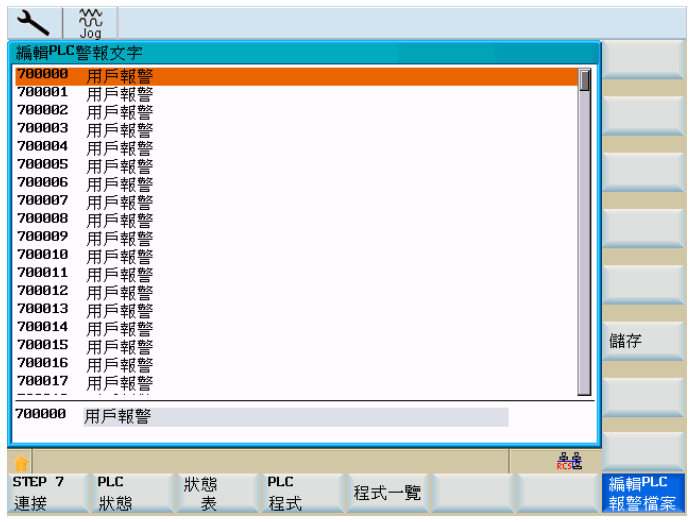 Jog
編輯PLC警報文字
700000 用戶報警
700001 用戶報警
700002 用戶報警
700003 用戶報警
700004 用戶報警
700005 用戶報警
700006 用戶報警
700007 用戶報警
700008 用戶報警
700009 用戶報警
700010 用戶報警
700011 用戶報警
700012 用戶報警
700013 用戶報警
700014 用戶報警
700015 用戶報警
700016 用戶報警
700017 用戶報警
儲存
700000 用戶報警
RCS
STEP 7 連接
PLC 狀態
狀態表
PLC 程式
程式一覽
編輯PLC 報警檔案